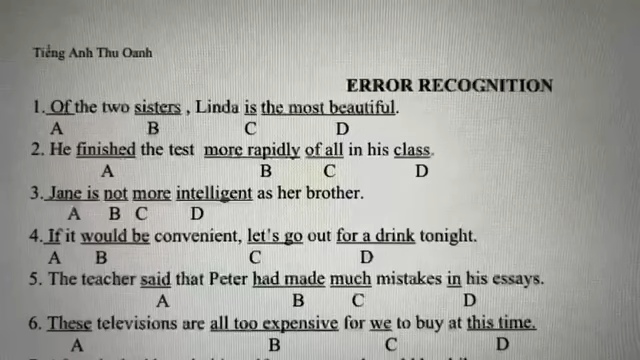 Tiếng Anh Thu Oanh
ERROR RECOGNITION
1. Of the two sisters , Linda is the most beautiful.
A B C D
2. He finished the test more rapidly of all in his class.
A B C D
3. Jane is not more intelligent as her brother.
A B C D
4. If it would be convenient, let's go out for a drink tonight.
A B C D
5. The teacher said that Peter had made much mistakes in his essays.
A B C D
6. These televisions are all too expensive for we to buy at this time.
A B C D